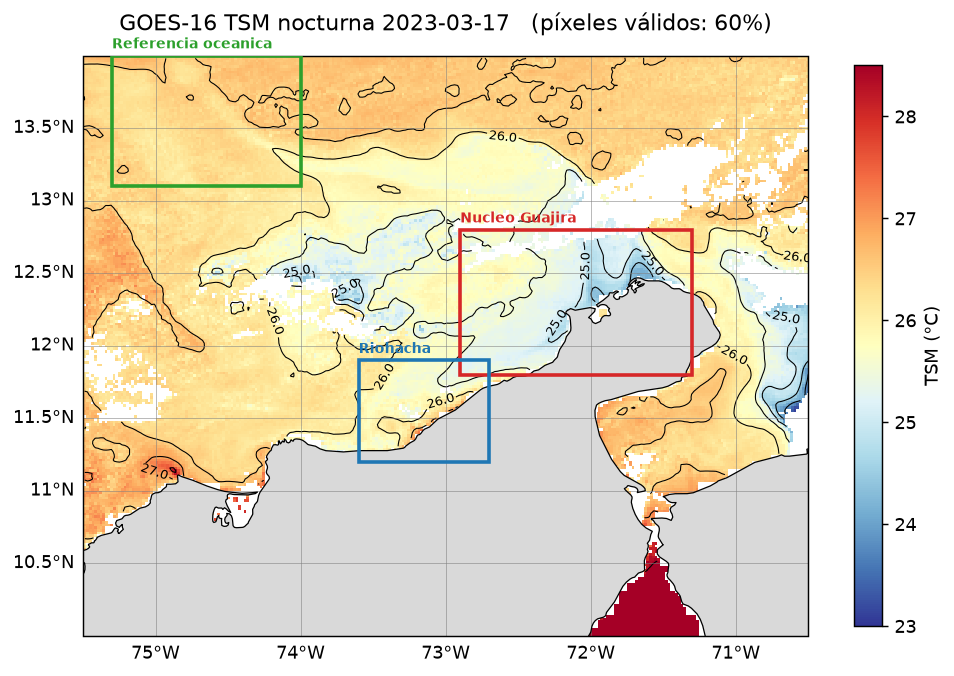 GOES-16 TSM nocturna 2023-03-17 (píxeles válidos: 60%)
Referencia oceanica
13.5°N
13°N
12.5°N
12°N
11.5°N
11°N
10.5°N
26.0
Nucleo Guajira
26.0
25.0
25.0
25.0
25.0
26.0
25.0
25.0
Riohacha
26.0
26.0
26.0
27.0
75°W
74°W
73°W
72°W
71°W
28
27
26
25
24
23
TSM (°C)